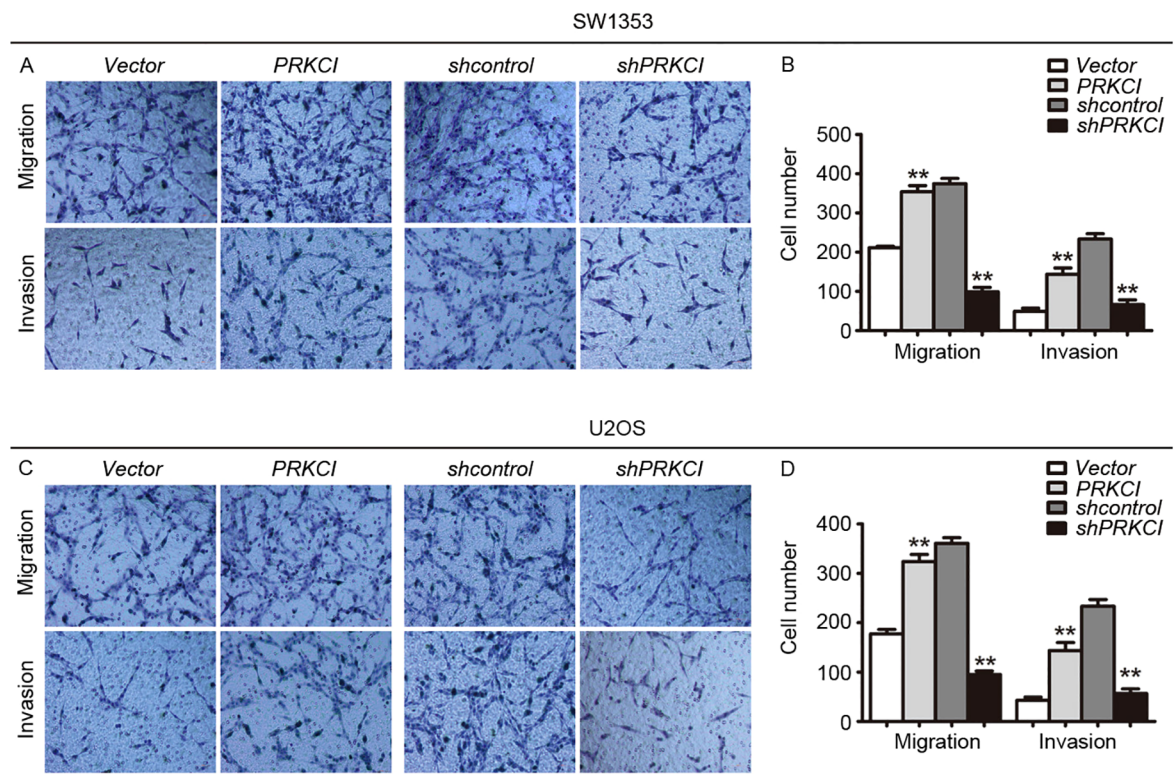 SW1353
A
Vector PRKCI shcontrol shPRKCI
Migration
Invasion
B
Vector
PRKCI
shcontrol
shPRKCI
Cell number
500
400
300
200
100
0
** ** ** **
Migration Invasion
U2OS
C
Vector PRKCI shcontrol shPRKCI
Migration
Invasion
D
Vector
PRKCI
shcontrol
shPRKCI
Cell number
400
300
200
100
0
** ** ** **
Migration Invasion